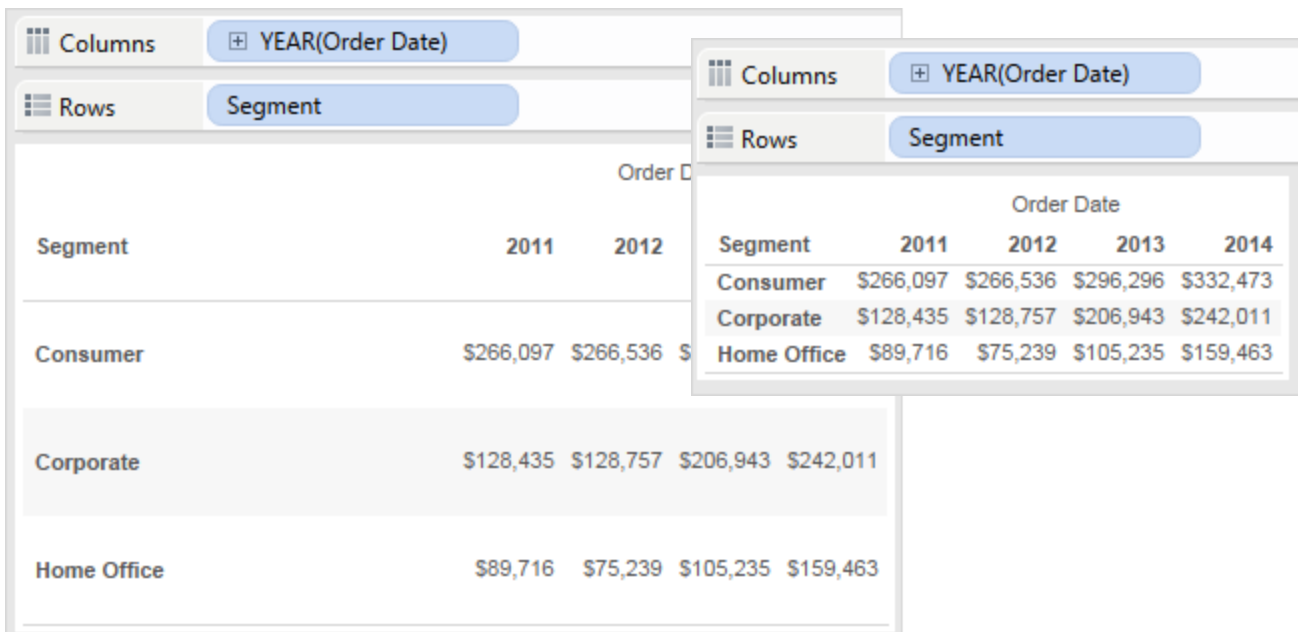 Columns YEAR(Order Date)
Rows Segment
Order D
Segment 2011 2012
Consumer $266,097 $266,536 $
Corporate $128,435 $128,757 $206,943 $242,011
Home Office $89,716 $75,239 $105,235 $159,463
Columns YEAR(Order Date)
Rows Segment
Order Date
Segment 2011 2012 2013 2014
Consumer $266,097 $266,536 $296,296 $332,473
Corporate $128,435 $128,757 $206,943 $242,011
Home Office $89,716 $75,239 $105,235 $159,463